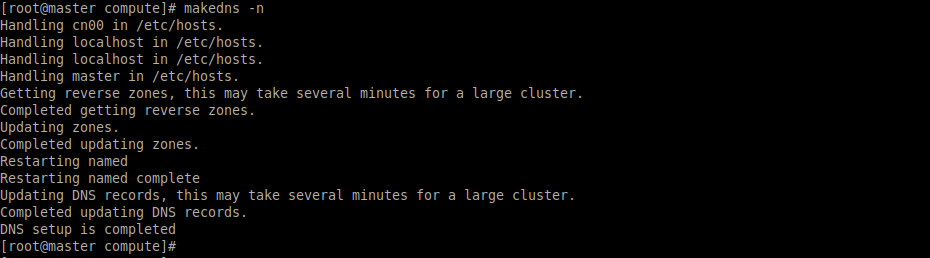 [root@master compute]# makedns -n
Handling cn00 in /etc/hosts.
Handling localhost in /etc/hosts.
Handling localhost in /etc/hosts.
Handling master in /etc/hosts.
Getting reverse zones, this may take several minutes for a large cluster.
Completed getting reverse zones.
Updating zones.
Completed updating zones.
Restarting named
Restarting named complete
Updating DNS records, this may take several minutes for a large cluster.
Completed updating DNS records.
DNS setup is completed
[root@master compute]#